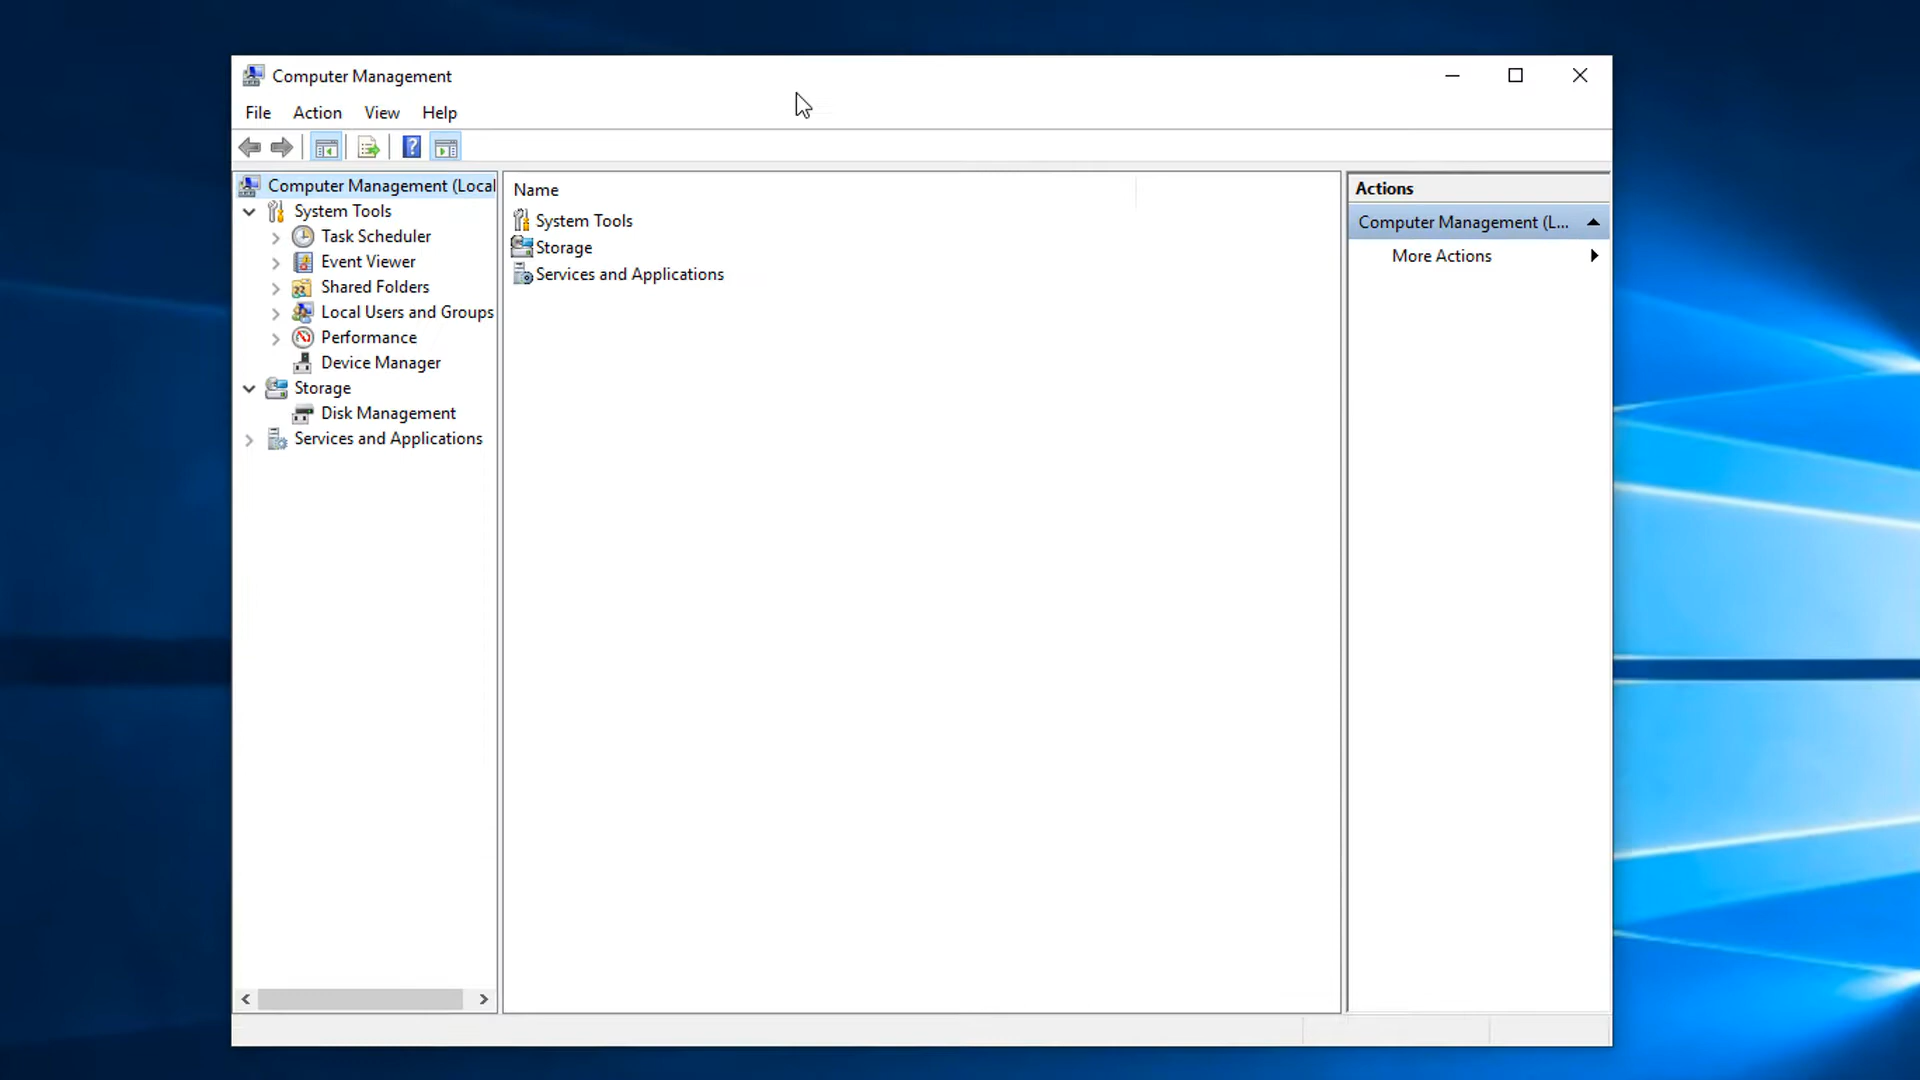 Computer Management
File Action View Help
Computer Management (Local
System Tools
Task Scheduler
Event Viewer
Shared Folders
Local Users and Groups
Performance
Device Manager
Storage
Disk Management
Services and Applications
Name
System Tools
Storage
Services and Applications
Actions
Computer Management (L...
More Actions